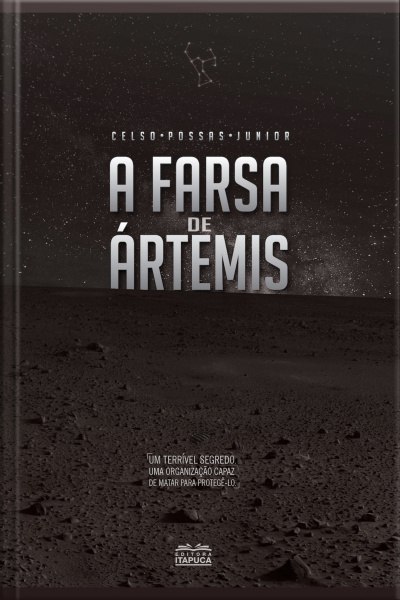 CELSO•POSSAS•JUNIOR
A FARSA
DE
ÁRTEMIS
UM TERRÍVEL SEGREDO.
UMA ORGANIZAÇÃO CAPAZ
DE MATAR PARA PROTEGÊ-LO.
EDITORA
ITAPUCA